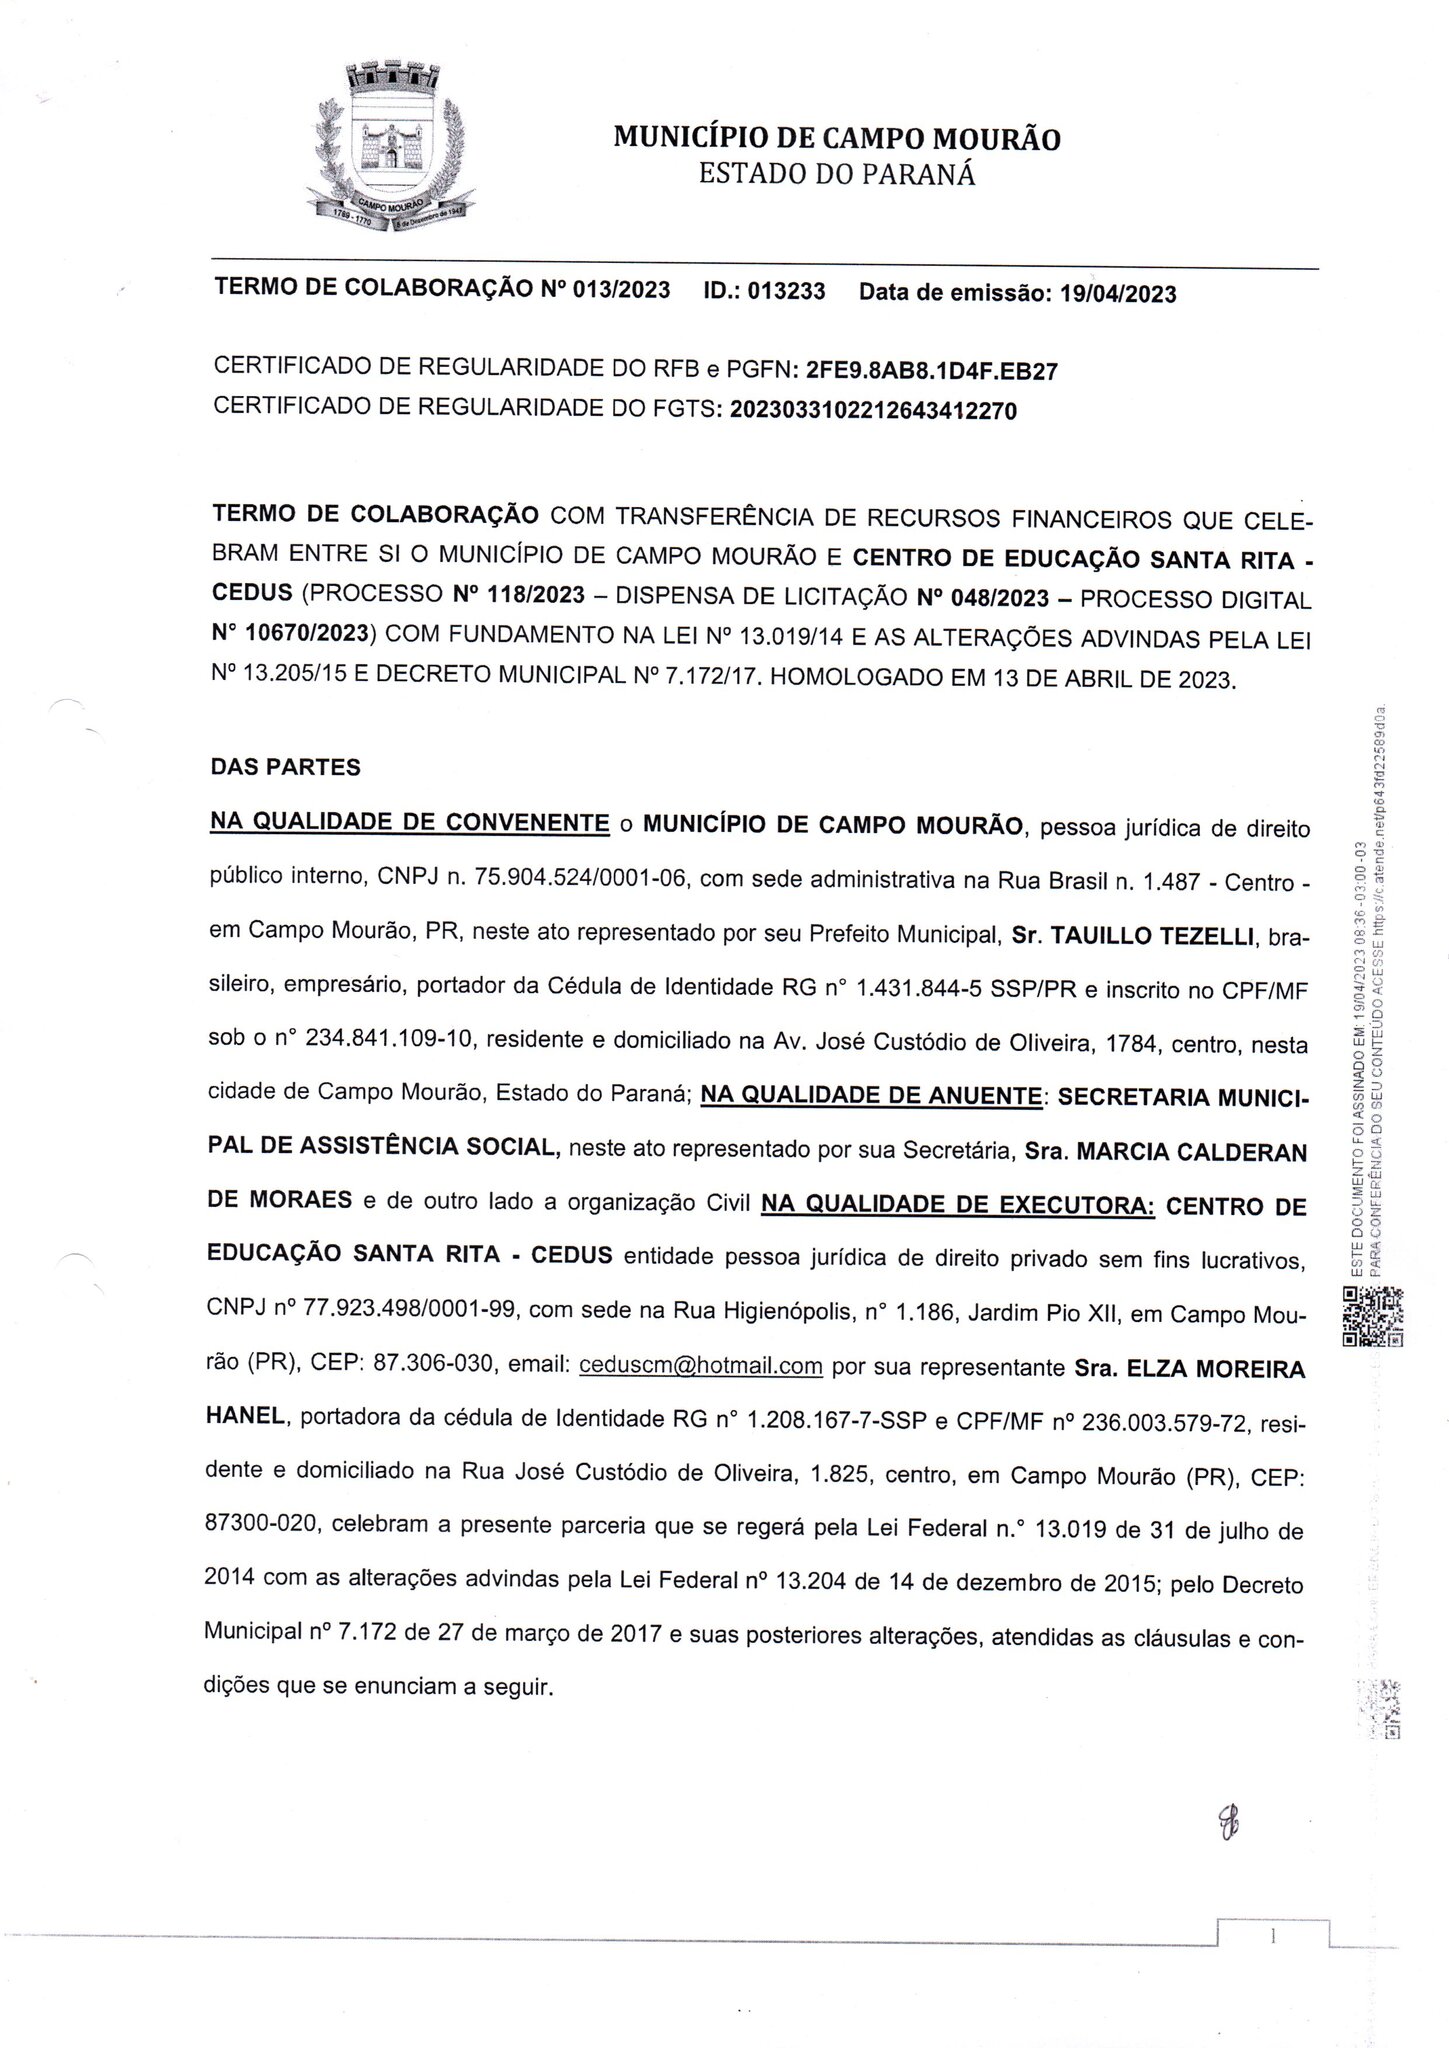 CAMPO MOURÃO
1769 - 1770
MUNICÍPIO DE CAMPO MOURÃO
ESTADO DO PARANÁ
TERMO DE COLABORAÇÃO Nº 013/2023 ID.: 013233 Data de emissão: 19/04/2023
CERTIFICADO DE REGULARIDADE DO RFB e PGFN: 2FE9.8AB8.1D4F.EB27
CERTIFICADO DE REGULARIDADE DO FGTS: 2023033102212643412270
TERMO DE COLABORAÇÃO COM TRANSFERÊNCIA DE RECURSOS FINANCEIROS QUE CELE-
BRAM ENTRE SI O MUNICÍPIO DE CAMPO MOURÃO E CENTRO DE EDUCAÇÃO SANTA RITA -
CEDUS (PROCESSO Nº 118/2023 – DISPENSA DE LICITAÇÃO Nº 048/2023 – PROCESSO DIGITAL
N° 10670/2023) COM FUNDAMENTO NA LEI Nº 13.019/14 E AS ALTERAÇÕES ADVINDAS PELA LEI
Nº 13.205/15 E DECRETO MUNICIPAL Nº 7.172/17. HOMOLOGADO EM 13 DE ABRIL DE 2023.
DAS PARTES
NA QUALIDADE DE CONVENENTE o MUNICÍPIO DE CAMPO MOURÃO, pessoa jurídica de direito
público interno, CNPJ n. 75.904.524/0001-06, com sede administrativa na Rua Brasil n. 1.487 - Centro -
em Campo Mourão, PR, neste ato representado por seu Prefeito Municipal, Sr. TAUILLO TEZELLI, bra-
sileiro, empresário, portador da Cédula de Identidade RG n° 1.431.844-5 SSP/PR e inscrito no CPF/MF
sob o n° 234.841.109-10, residente e domiciliado na Av. José Custódio de Oliveira, 1784, centro, nesta
cidade de Campo Mourão, Estado do Paraná; NA QUALIDADE DE ANUENTE: SECRETARIA MUNICI-
PAL DE ASSISTÊNCIA SOCIAL, neste ato representado por sua Secretária, Sra. MARCIA CALDERAN
DE MORAES e de outro lado a organização Civil NA QUALIDADE DE EXECUTORA: CENTRO DE
EDUCAÇÃO SANTA RITA - CEDUS entidade pessoa jurídica de direito privado sem fins lucrativos,
CNPJ nº 77.923.498/0001-99, com sede na Rua Higienópolis, n° 1.186, Jardim Pio XII, em Campo Mou-
rão (PR), CEP: 87.306-030, email: ceduscm@hotmail.com por sua representante Sra. ELZA MOREIRA
HANEL, portadora da cédula de Identidade RG n° 1.208.167-7-SSP e CPF/MF nº 236.003.579-72, resi-
dente e domiciliado na Rua José Custódio de Oliveira, 1.825, centro, em Campo Mourão (PR), CEP:
87300-020, celebram a presente parceria que se regerá pela Lei Federal n.° 13.019 de 31 de julho de
2014 com as alterações advindas pela Lei Federal nº 13.204 de 14 de dezembro de 2015; pelo Decreto
Municipal nº 7.172 de 27 de março de 2017 e suas posteriores alterações, atendidas as cláusulas e con-
dições que se enunciam a seguir.
1
ESTE DOCUMENTO FOI ASSINADO EM: 19/04/2023 08:36 -03:00 -03
PARA CONFERÊNCIA DO SEU CONTEÚDO ACESSE https://c.atende.net/p643fd22589d0a.